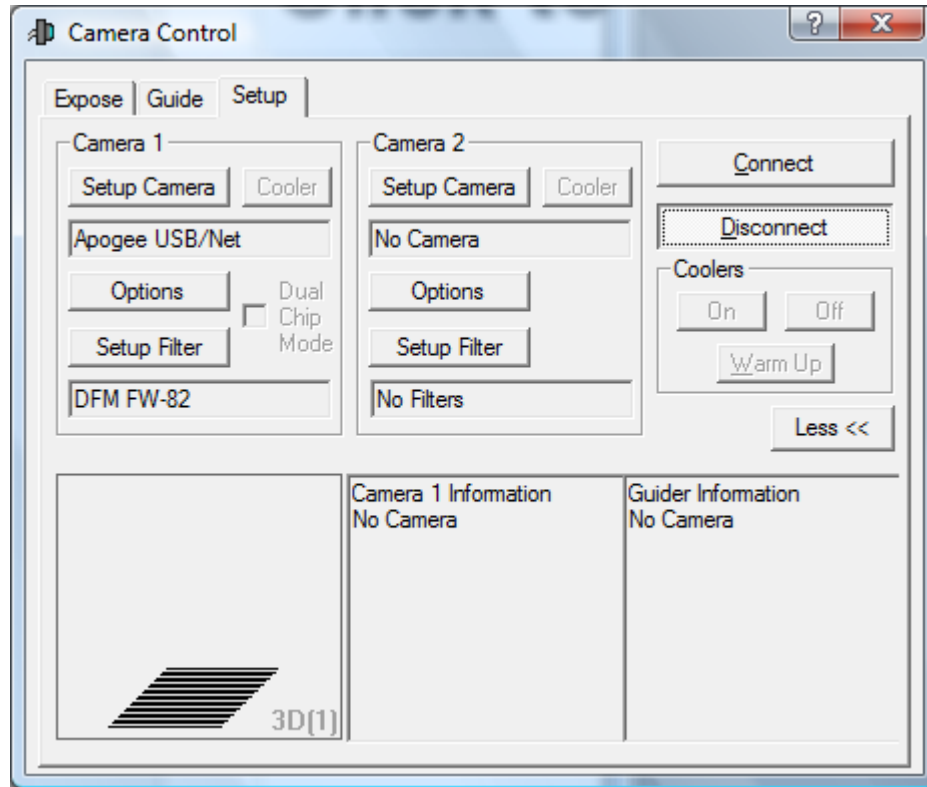 Camera Control
Expose
Guide
Setup
Camera 1
Setup Camera
Cooler
Apogee USB/Net
Options
Dual
Chip
Mode
Setup Filter
DFM FW-82
Camera 2
Setup Camera
Cooler
No Camera
Options
Setup Filter
No Filters
Connect
Disconnect
Coolers
On
Off
Warm Up
Less <<
3D(1)
Camera 1 Information
No Camera
Guider Information
No Camera